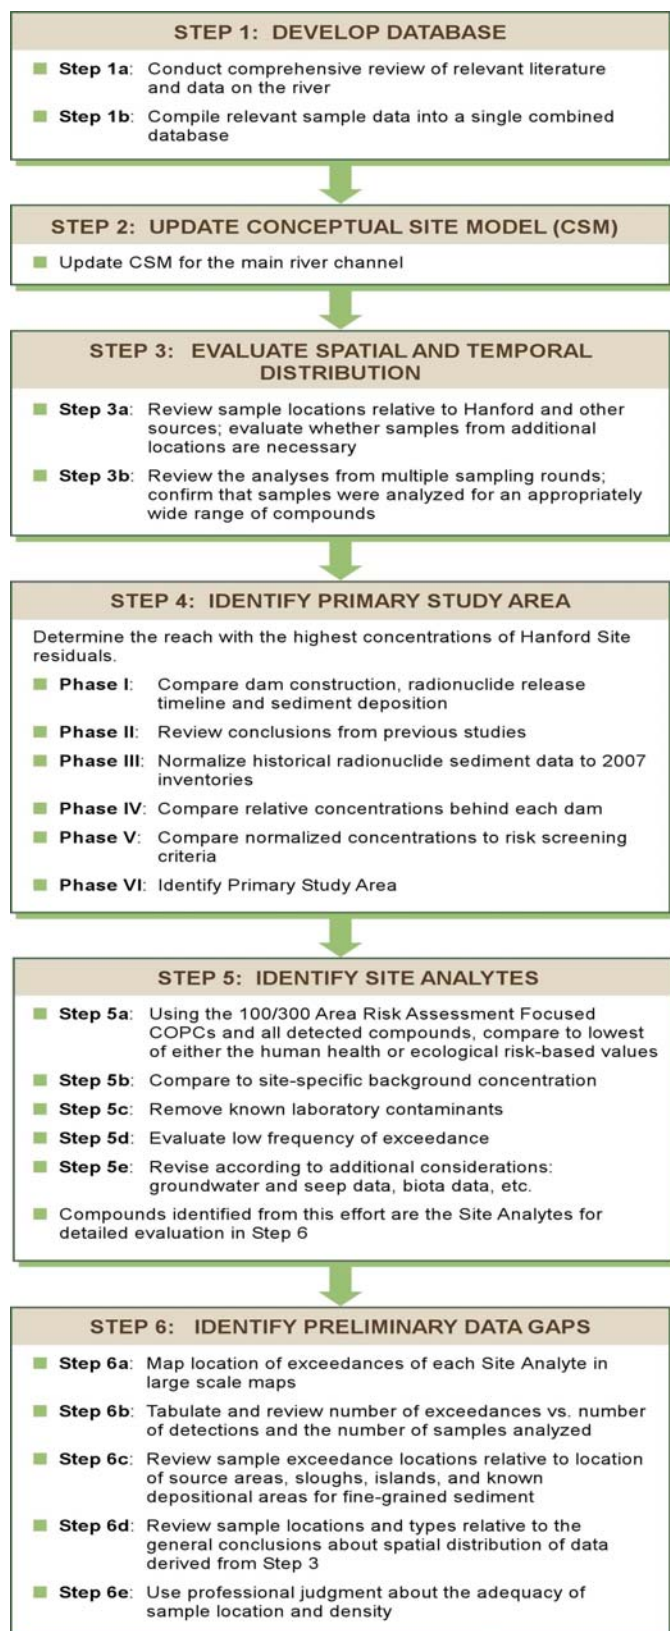 STEP 1: DEVELOP DATABASE
Step 1a: Conduct comprehensive review of relevant literature
and data on the river
Step 1b: Compile relevant sample data into a single combined
database
STEP 2: UPDATE CONCEPTUAL SITE MODEL (CSM)
Update CSM for the main river channel
STEP 3: EVALUATE SPATIAL AND TEMPORAL
DISTRIBUTION
Step 3a: Review sample locations relative to Hanford and other
sources; evaluate whether samples from additional
locations are necessary
Step 3b: Review the analyses from multiple sampling rounds;
confirm that samples were analyzed for an appropriately
wide range of compounds
STEP 4: IDENTIFY PRIMARY STUDY AREA
Determine the reach with the highest concentrations of Hanford Site
residuals.
Phase I: Compare dam construction, radionuclide release
timeline and sediment deposition
Phase II: Review conclusions from previous studies
Phase III: Normalize historical radionuclide sediment data to 2007
inventories
Phase IV: Compare relative concentrations behind each dam
Phase V: Compare normalized concentrations to risk screening
criteria
Phase VI: Identify Primary Study Area
STEP 5: IDENTIFY SITE ANALYTES
Step 5a: Using the 100/300 Area Risk Assessment Focused
COPCs and all detected compounds, compare to lowest
of either the human health or ecological risk-based values
Step 5b: Compare to site-specific background concentration
Step 5c: Remove known laboratory contaminants
Step 5d: Evaluate low frequency of exceedance
Step 5e: Revise according to additional considerations:
groundwater and seep data, biota data, etc.
Compounds identified from this effort are the Site Analytes for
detailed evaluation in Step 6
STEP 6: IDENTIFY PRELIMINARY DATA GAPS
Step 6a: Map location of exceedances of each Site Analyte in
large scale maps
Step 6b: Tabulate and review number of exceedances vs. number
of detections and the number of samples analyzed
Step 6c: Review sample exceedance locations relative to location
of source areas, sloughs, islands, and known
depositional areas for fine-grained sediment
Step 6d: Review sample locations and types relative to the
general conclusions about spatial distribution of data
derived from Step 3
Step 6e: Use professional judgment about the adequacy of
sample location and density